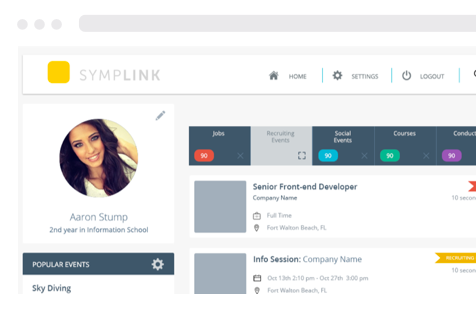 SYMPLINK
HOME
SETTINGS
LOGOUT
Aaron Stump
2nd year in Information School
POPULAR EVENTS
Sky Diving
Jobs
90
Recruiting
Events
Social
Events
90
Courses
90
Conduct
90
Senior Front-end Developer
Company Name
Full Time
Fort Walton Beach, FL
10 secon
Info Session: Company Name
RECRUITING
Oct 13th 2:10 pm - Oct 27th 3:00 pm
Fort Walton Beach, FL
10 secon